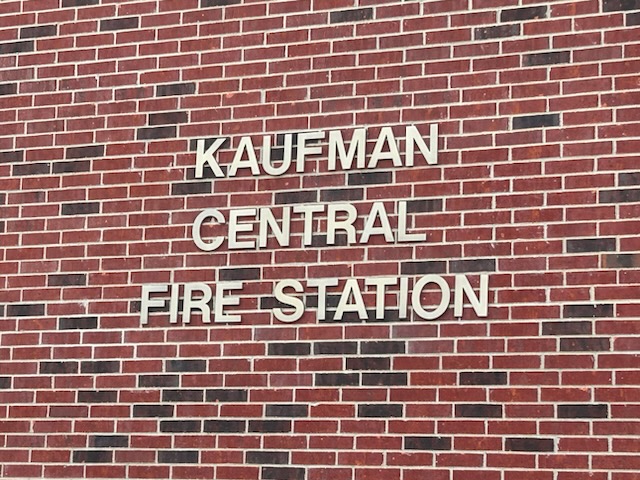 KAUFMAN
CENTRAL
FIRE STATION